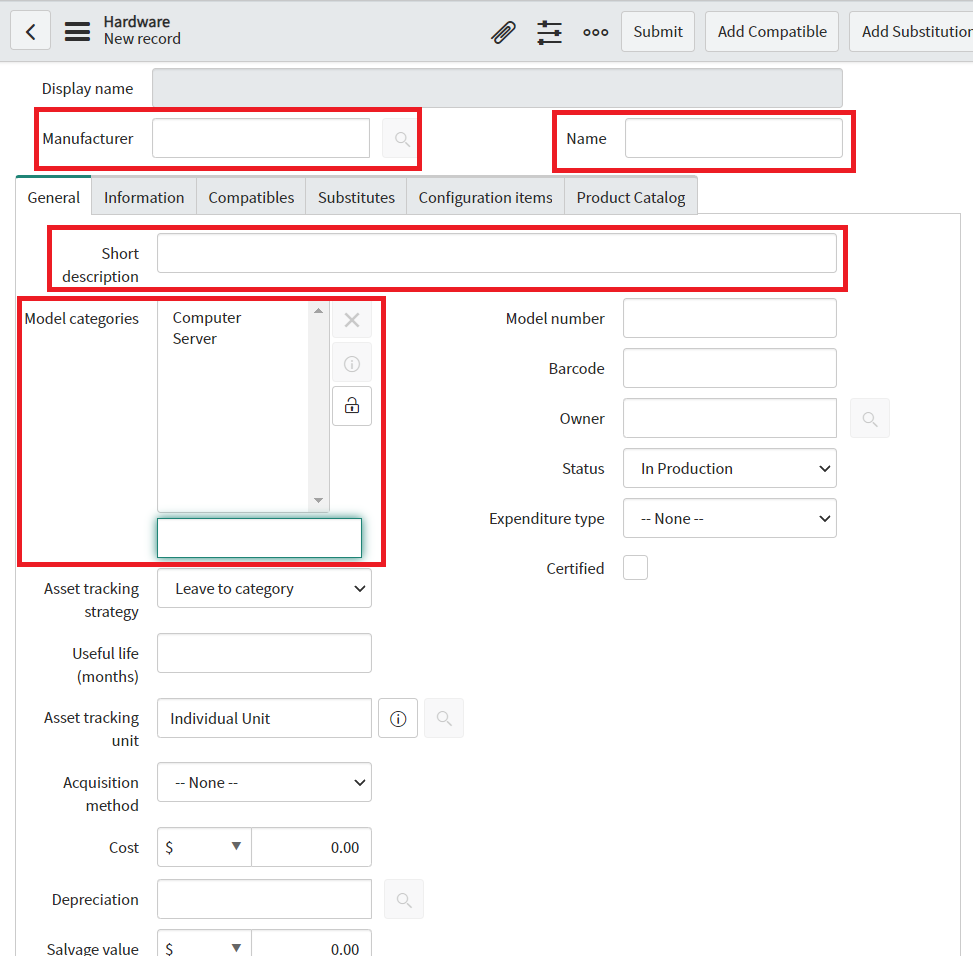 Hardware
New record
Submit
Add Compatible
Add Substitution
Display name
Manufacturer
Name
General
Information
Compatibles
Substitutes
Configuration items
Product Catalog
Short
description
Model categories
Computer
Server
Model number
Barcode
Owner
Status
In Production
Expenditure type
-- None --
Certified
Asset tracking
strategy
Leave to category
Useful life
(months)
Asset tracking
unit
Individual Unit
Acquisition
method
-- None --
Cost
$
0.00
Depreciation
Salvage value
$
0.00